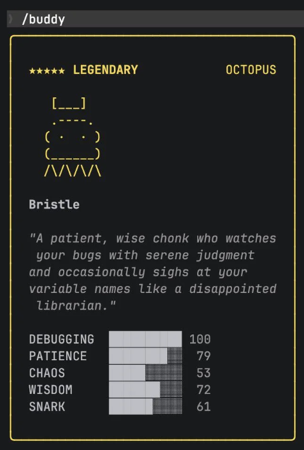 > /buddy
★★★★★ LEGENDARY OCTOPUS
[___]
.----.
( · · )
(______)
/\/\/\/\
Bristle
"A patient, wise chonk who watches
your bugs with serene judgment
and occasionally sighs at your
variable names like a disappointed
librarian."
DEBUGGING 100
PATIENCE 79
CHAOS 53
WISDOM 72
SNARK 61